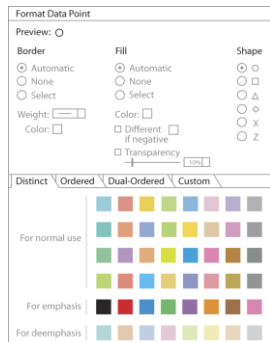 Format Data Point
Preview:
Border Fill Shape
Automatic Automatic
None None
Select Select
Weight: Color:
Color: Different if negative X
Transparency Z
10%
Distinct Ordered Dual-Ordered Custom
For normal use
For emphasis
For deemphasis